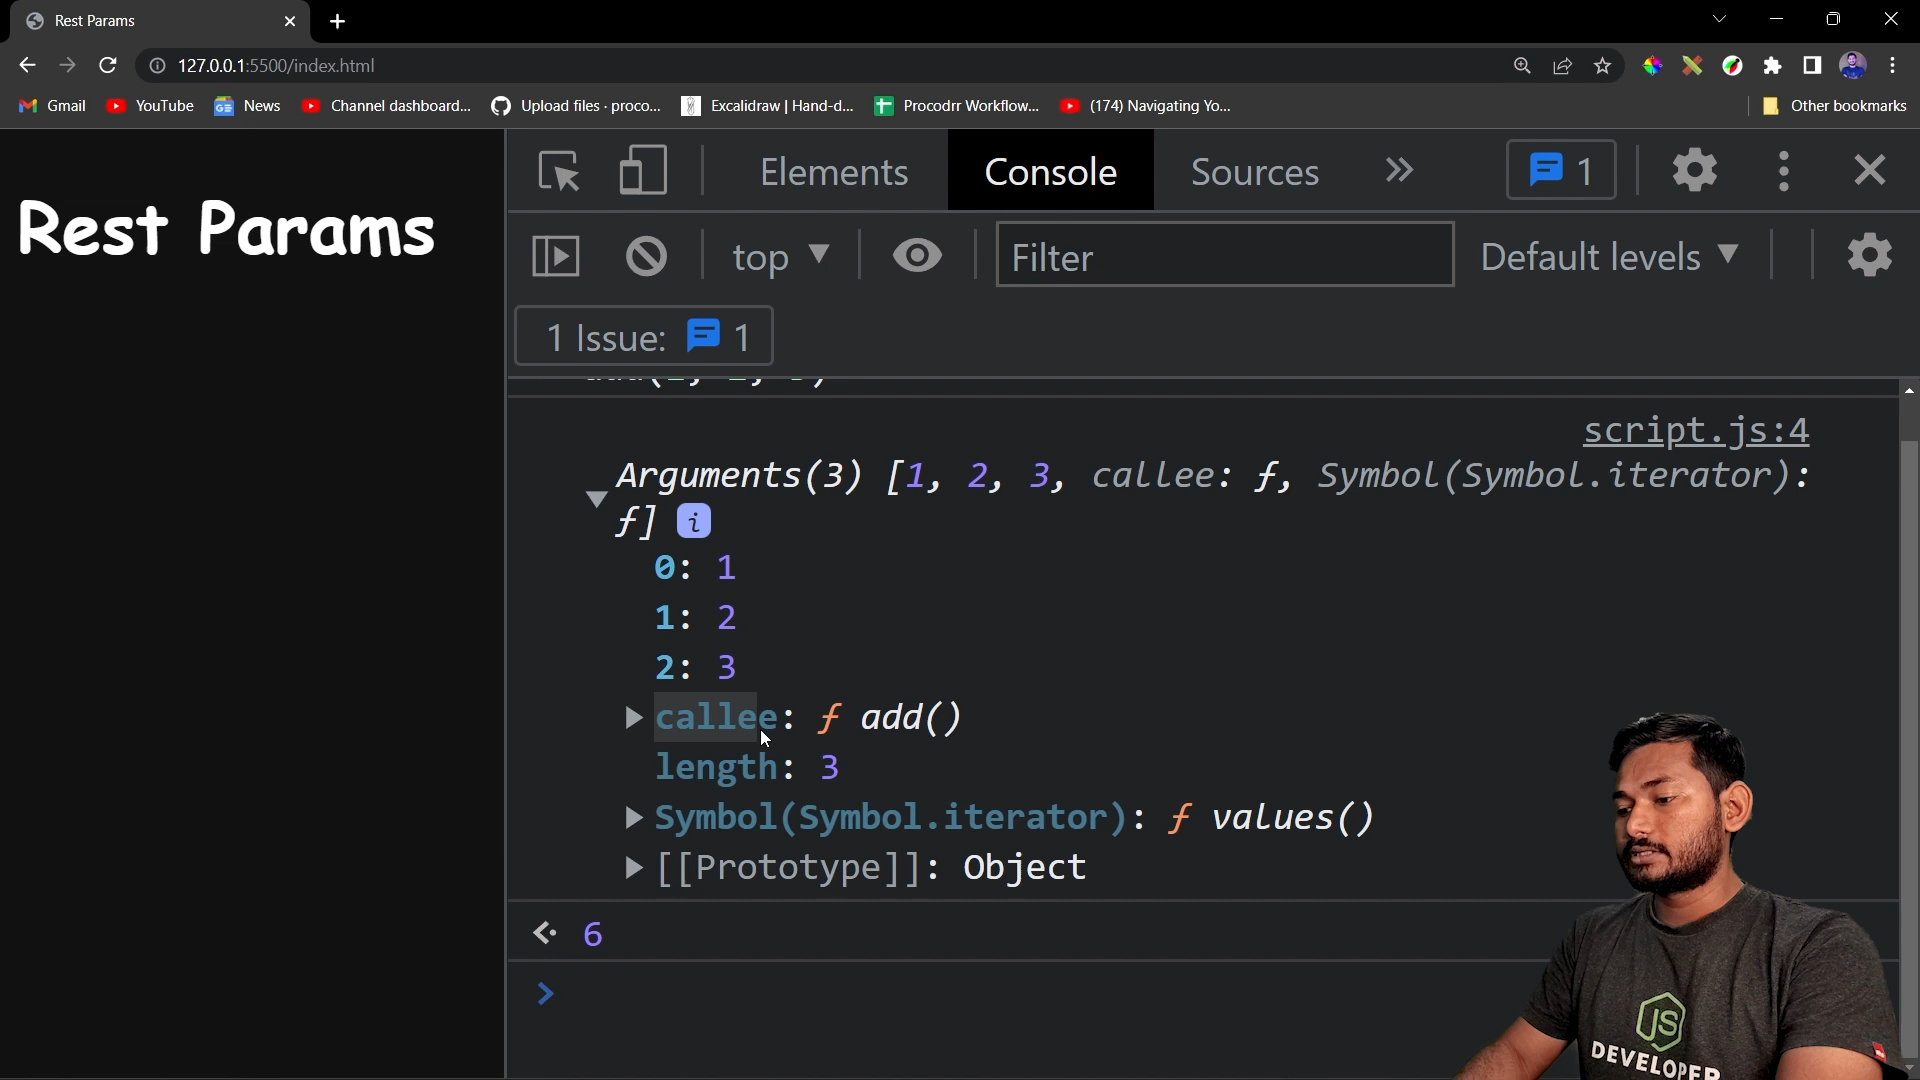 Rest Params
127.0.0.1:5500/index.html
Gmail YouTube News Channel dashboard... Upload files · proco... Excalidraw | Hand-d... Procodrr Workflow... (174) Navigating Yo... Other bookmarks
Rest Params
Elements Console Sources » 1
top Filter Default levels
1 Issue: 1
script.js:4
Arguments(3) [1, 2, 3, callee: ƒ, Symbol(Symbol.iterator):
ƒ] i
0: 1
1: 2
2: 3
callee: ƒ add()
length: 3
Symbol(Symbol.iterator): ƒ values()
[[Prototype]]: Object
6
JS
DEVELOPER